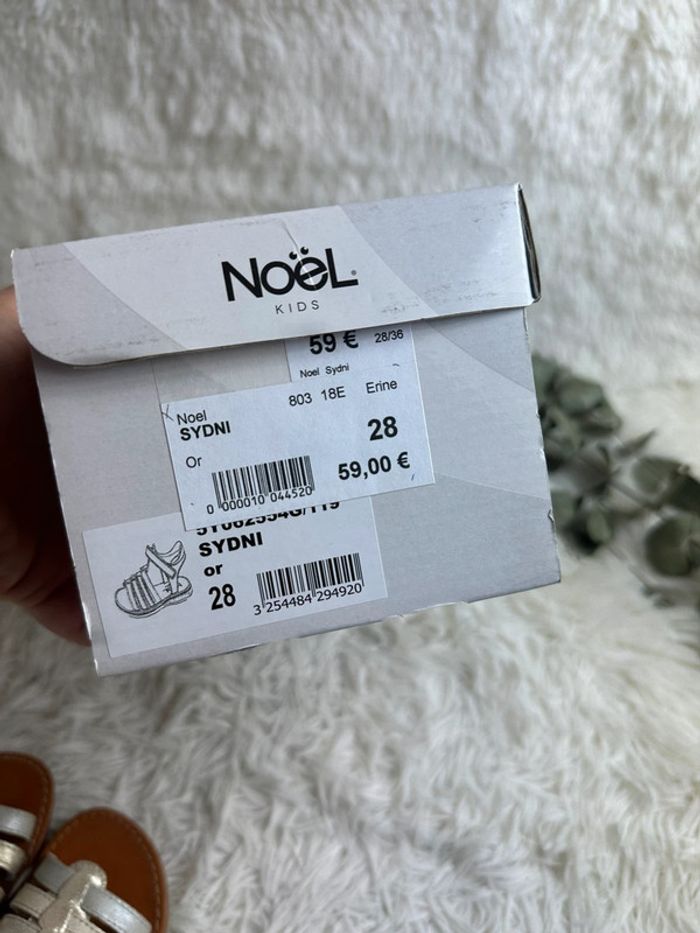 NOËL
KIDS
59 € 28/36
Noel Sydni
803 18E Erine
Noel
SYDNI
28
Or
59,00 €
0 000010 044520
SYDNI
or
28
3 254484 294920